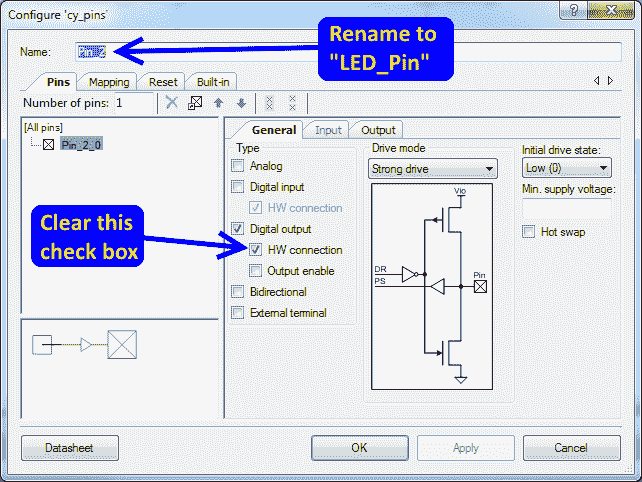 Configure 'cy_pins'
Rename to
"LED_Pin"
Name:
Pins
Mapping
Reset
Built-in
Number of pins: 1
[All pins]
Pin_2_0
General
Input
Output
Type
Analog
Digital input
HW connection
Digital output
HW connection
Output enable
Bidirectional
External terminal
Drive mode
Strong drive
Vio
DR
PS
Pin
Initial drive state:
Low (0)
Min. supply voltage:
Hot swap
Clear this
check box
Datasheet
OK
Apply
Cancel